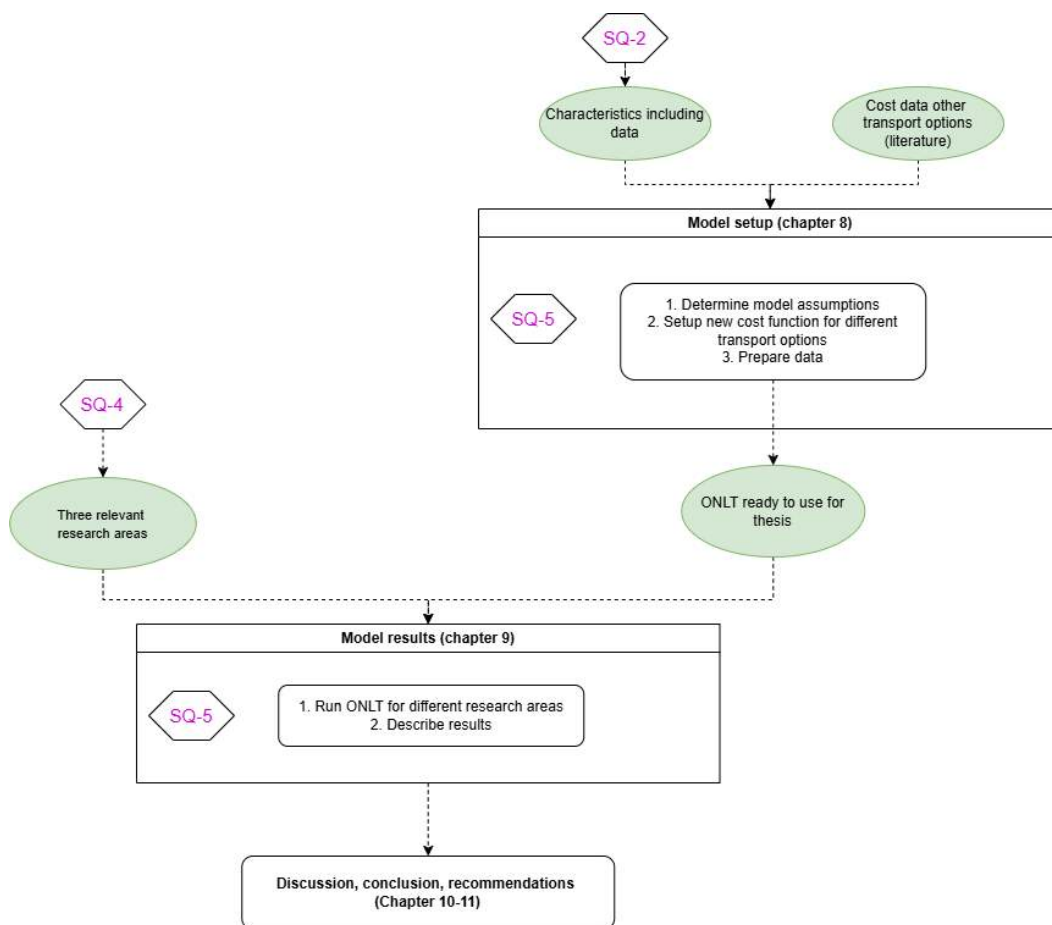 SQ-2
Characteristics including
data
Cost data other
transport options
(literature)
Model setup (chapter 8)
SQ-5
1. Determine model assumptions
2. Setup new cost function for different
transport options
3. Prepare data
SQ-4
Three relevant
research areas
ONLT ready to use for
thesis
Model results (chapter 9)
SQ-5
1. Run ONLT for different research areas
2. Describe results
Discussion, conclusion, recommendations
(Chapter 10-11)